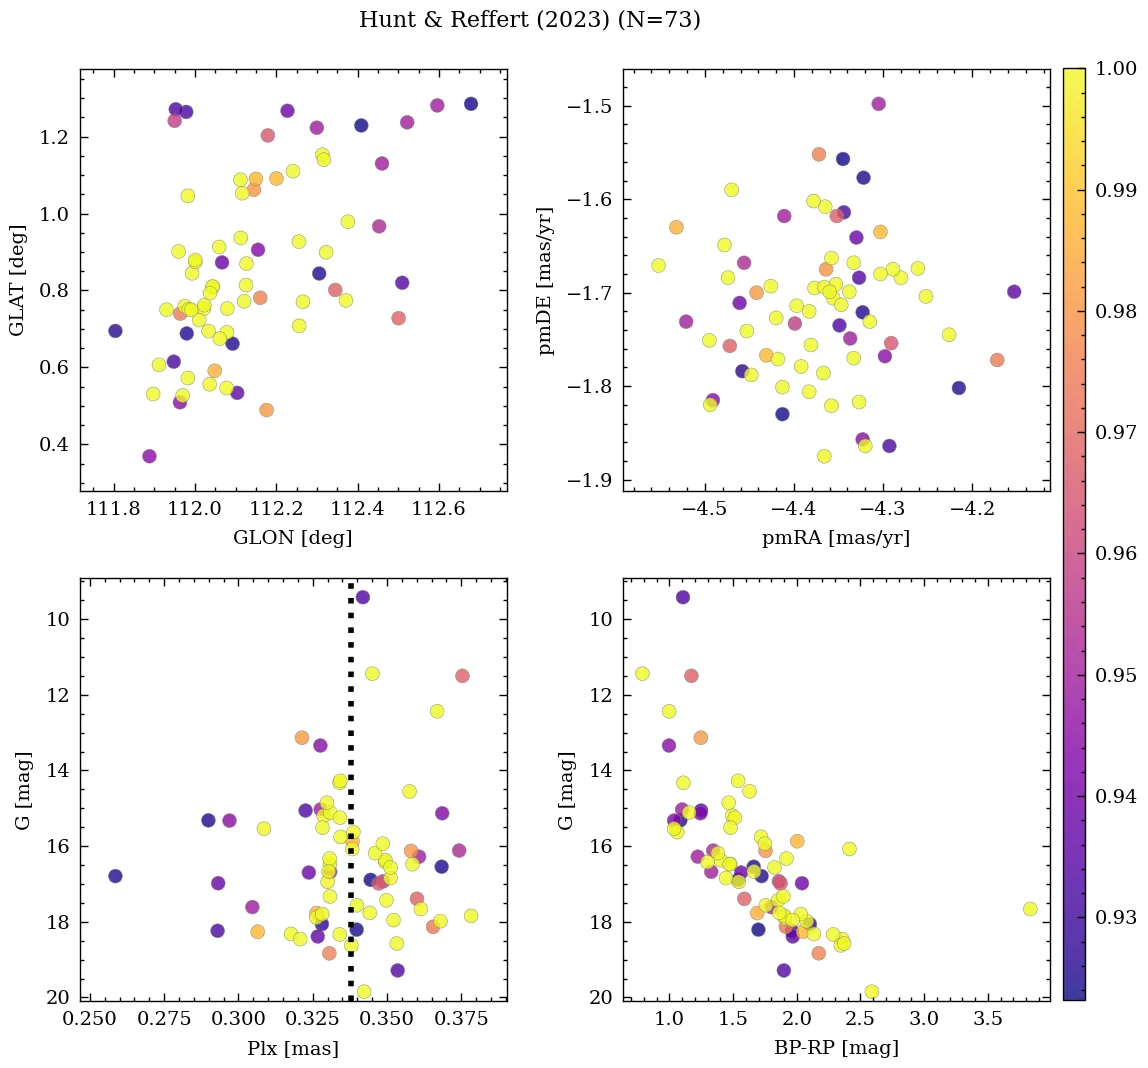 Hunt & Reffert (2023) (N=73)
1.2
1.0
0.8
0.6
0.4
GLAT [deg]
111.8 112.0 112.2 112.4 112.6
GLON [deg]
−1.5
−1.6
−1.7
−1.8
−1.9
pmDE [mas/yr]
−4.5 −4.4 −4.3 −4.2
pmRA [mas/yr]
10
12
14
16
18
20
G [mag]
0.250 0.275 0.300 0.325 0.350 0.375
Plx [mas]
10
12
14
16
18
20
G [mag]
1.0 1.5 2.0 2.5 3.0 3.5
BP-RP [mag]
1.00
0.99
0.98
0.97
0.96
0.95
0.94
0.93